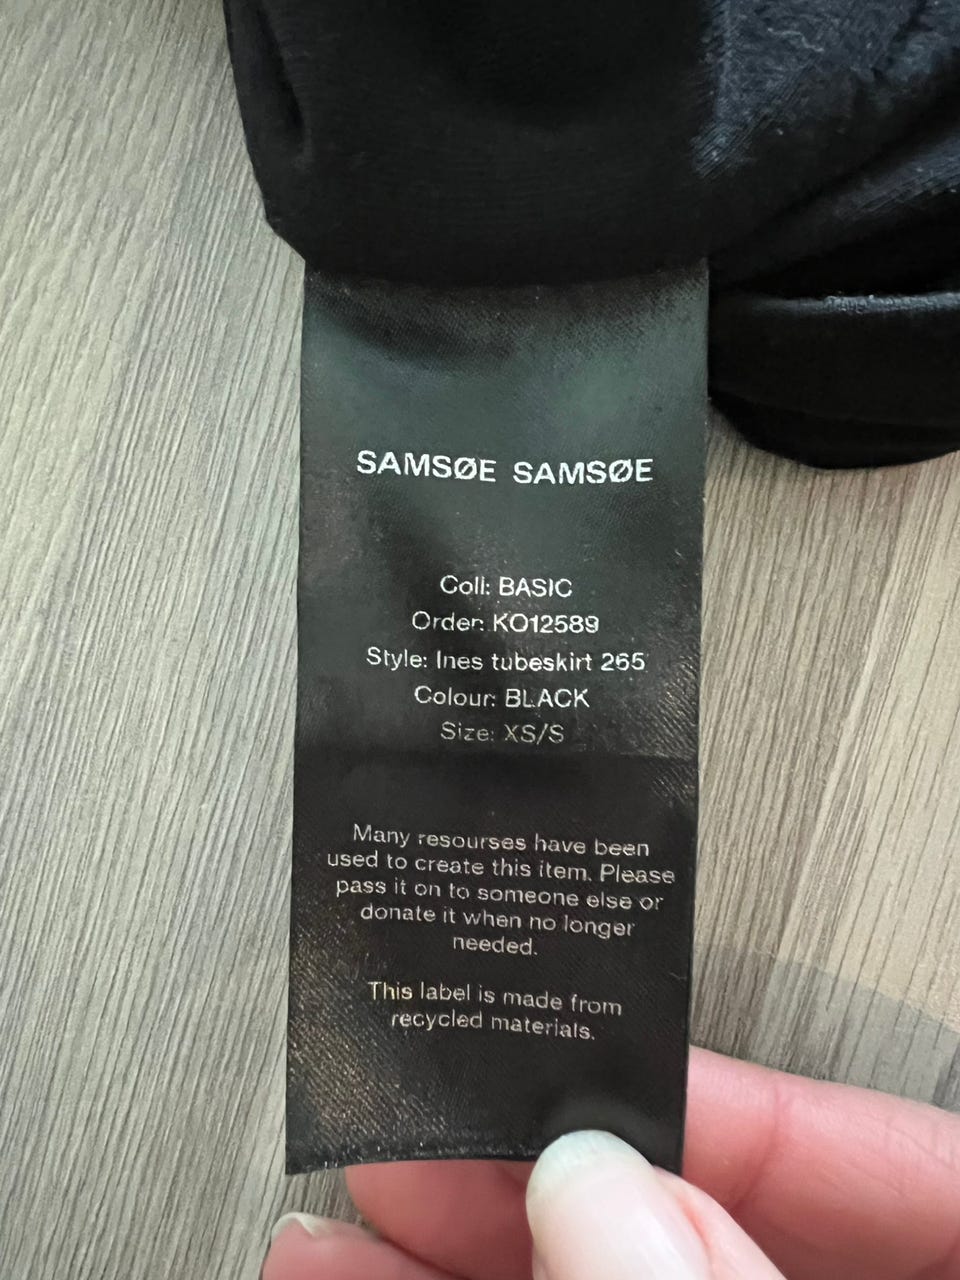 SAMSØE SAMSØE
Coll: BASIC
Order: KO12589
Style: Ines tubeskirt 265
Colour: BLACK
Size: XS/S
Many resourses have been
used to create this item. Please
pass it on to someone else or
donate it when no longer
needed.
This label is made from
recycled materials.